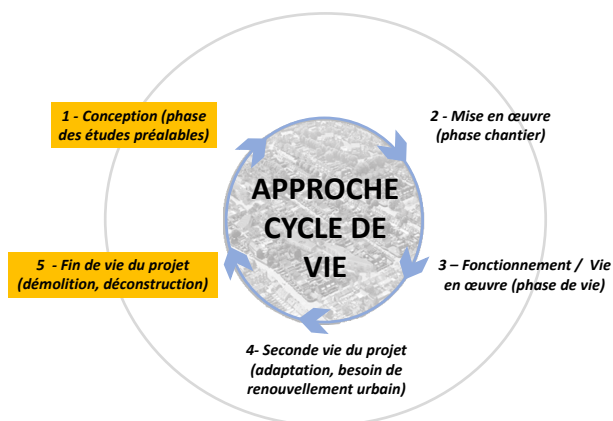 1 - Conception (phase
des études préalables)
2 - Mise en œuvre
(phase chantier)
APPROCHE
CYCLE DE
VIE
5  - Fin de vie du projet
(démolition, déconstruction)
3 – Fonctionnement /  Vie
en œuvre (phase de vie)
4- Seconde vie du projet
(adaptation, besoin de
renouvellement urbain)